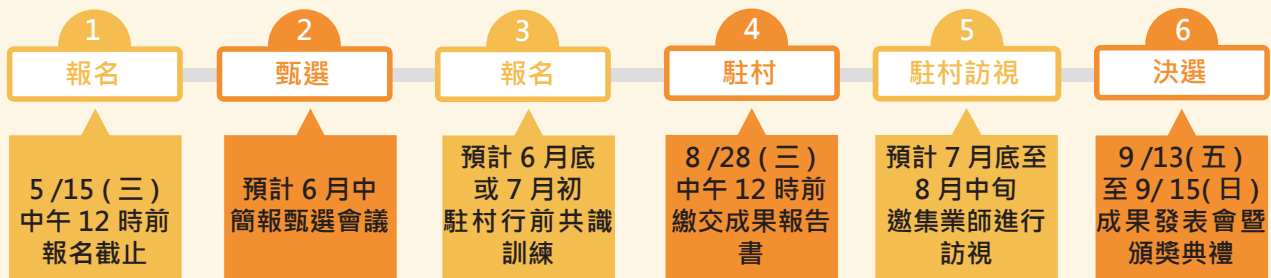 1
報名
5/15(三)
中午 12 時前
報名截止
2
甄選
預計 6 月中
簡報甄選會議
3
報名
預計 6 月底
或 7 月初
駐村行前共識
訓練
4
駐村
8/28(三)
中午 12 時前
繳交成果報告
書
5
駐村訪視
預計 7 月底至
8 月中旬
邀集業師進行
訪視
6
決選
9/13(五)
至 9/15(日)
成果發表會暨
頒獎典禮